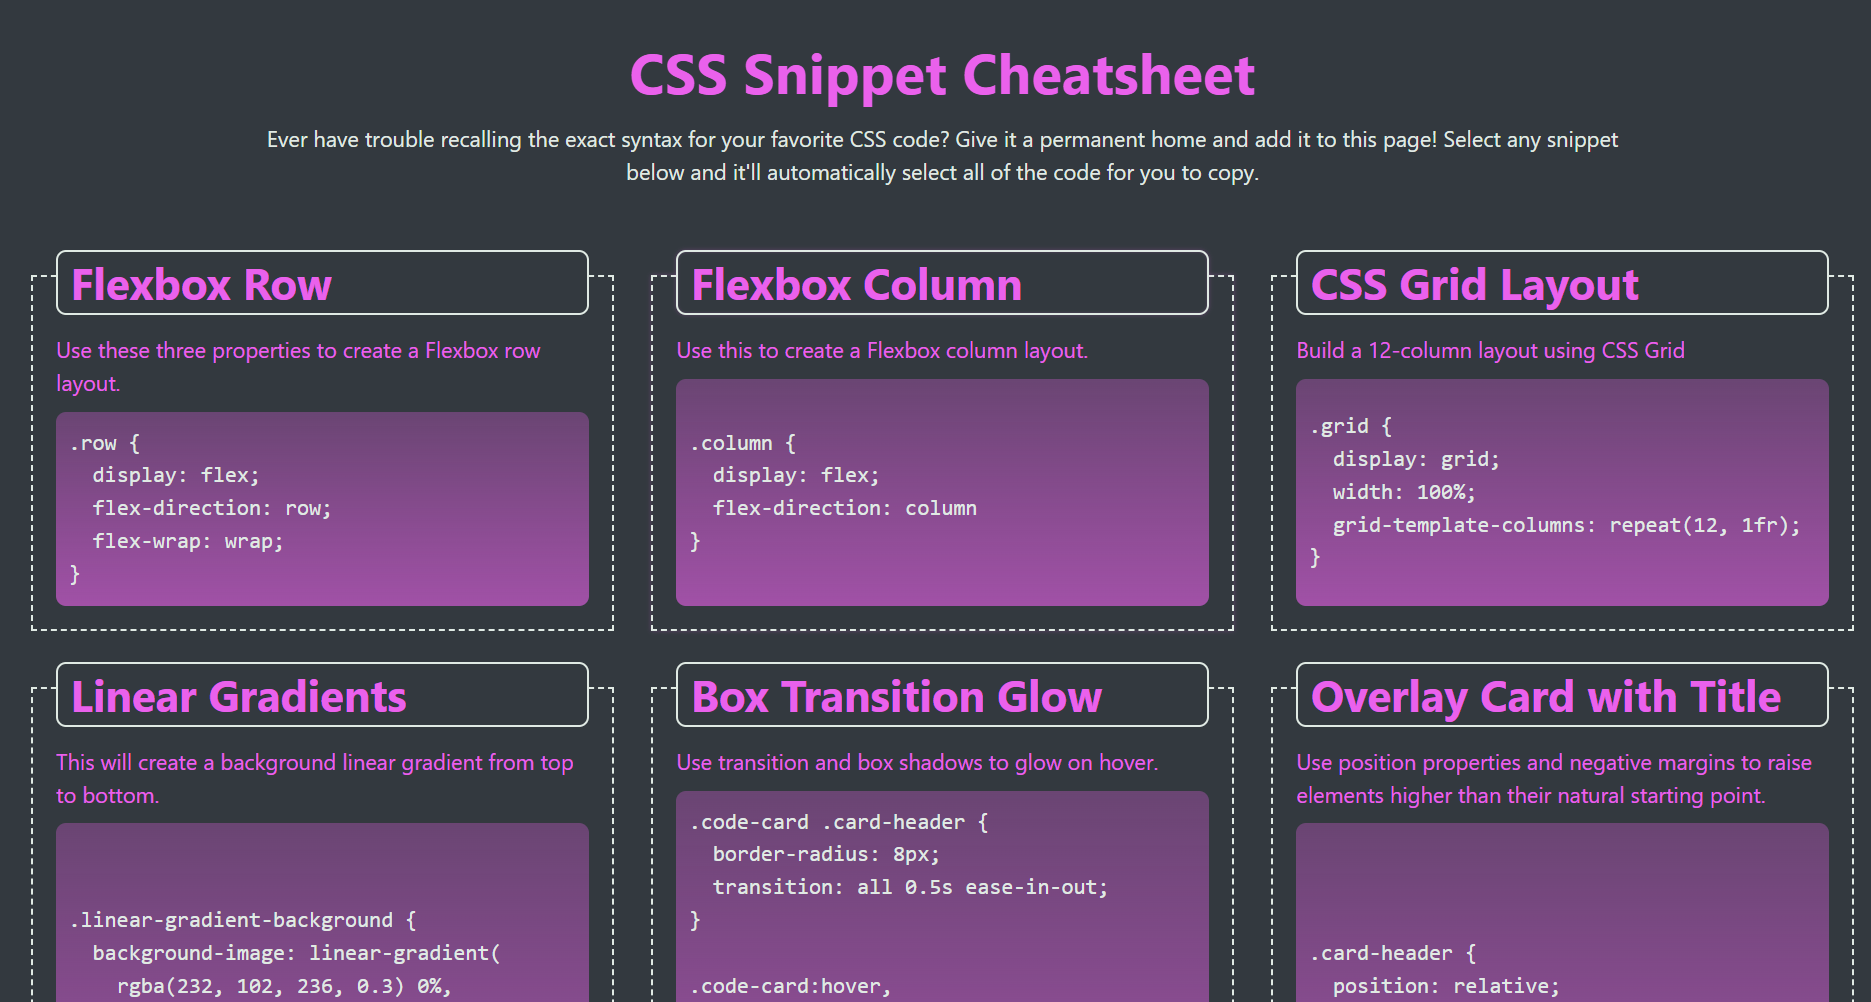 CSS Snippet Cheatsheet
Ever have trouble recalling the exact syntax for your favorite CSS code? Give it a permanent home and add it to this page! Select any snippet
below and it'll automatically select all of the code for you to copy.
Flexbox Row
Use these three properties to create a Flexbox row
layout.
.row {
  display: flex;
  flex-direction: row;
  flex-wrap: wrap;
}
Flexbox Column
Use this to create a Flexbox column layout.
.column {
  display: flex;
  flex-direction: column
}
CSS Grid Layout
Build a 12-column layout using CSS Grid
.grid {
  display: grid;
  width: 100%;
  grid-template-columns: repeat(12, 1fr);
}
Linear Gradients
This will create a background linear gradient from top
to bottom.
.linear-gradient-background {
  background-image: linear-gradient(
    rgba(232, 102, 236, 0.3) 0%,
Box Transition Glow
Use transition and box shadows to glow on hover.
.code-card .card-header {
  border-radius: 8px;
  transition: all 0.5s ease-in-out;
}
.code-card:hover,
Overlay Card with Title
Use position properties and negative margins to raise
elements higher than their natural starting point.
.card-header {
  position: relative;